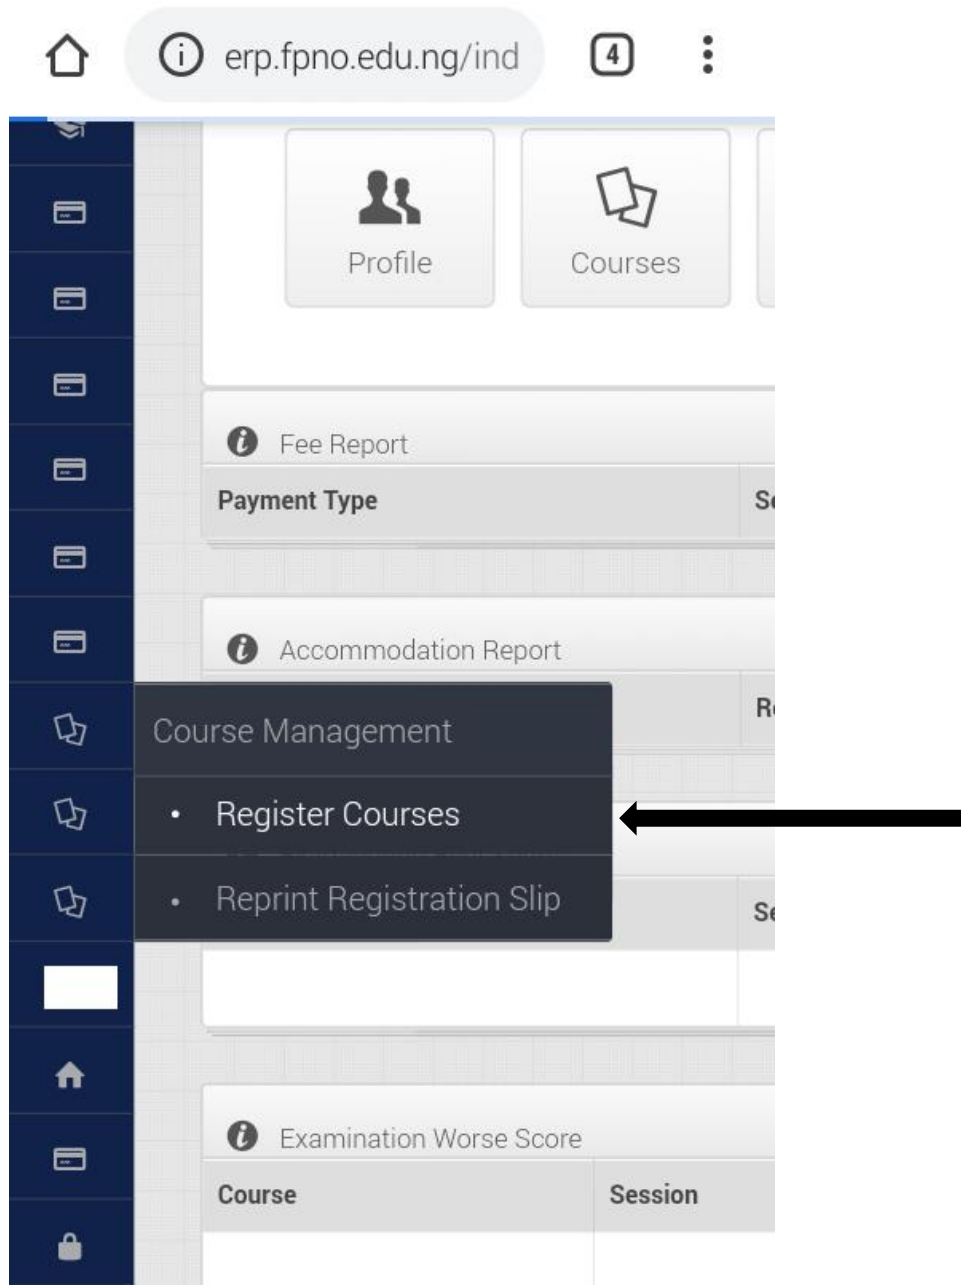 erp.fpno.edu.ng/ind
4
Profile
Courses
Fee Report
Payment Type
Accommodation Report
Course Management
• Register Courses
• Reprint Registration Slip
Examination Worse Score
Course Session